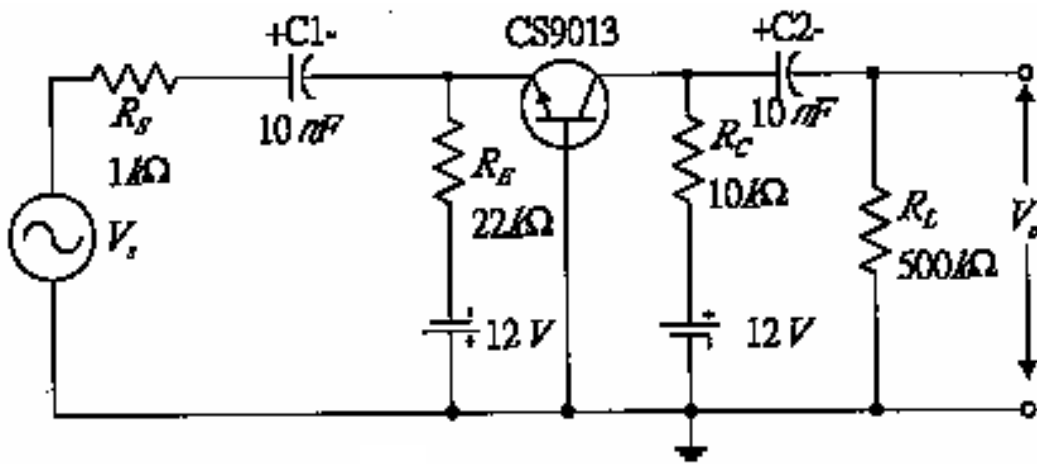 +C1-
CS9013
+C2-
R_S
1kΩ
10 nF
R_E
22kΩ
R_C
10kΩ
10 nF
R_L
500kΩ
V_s
V_o
12 V
12 V